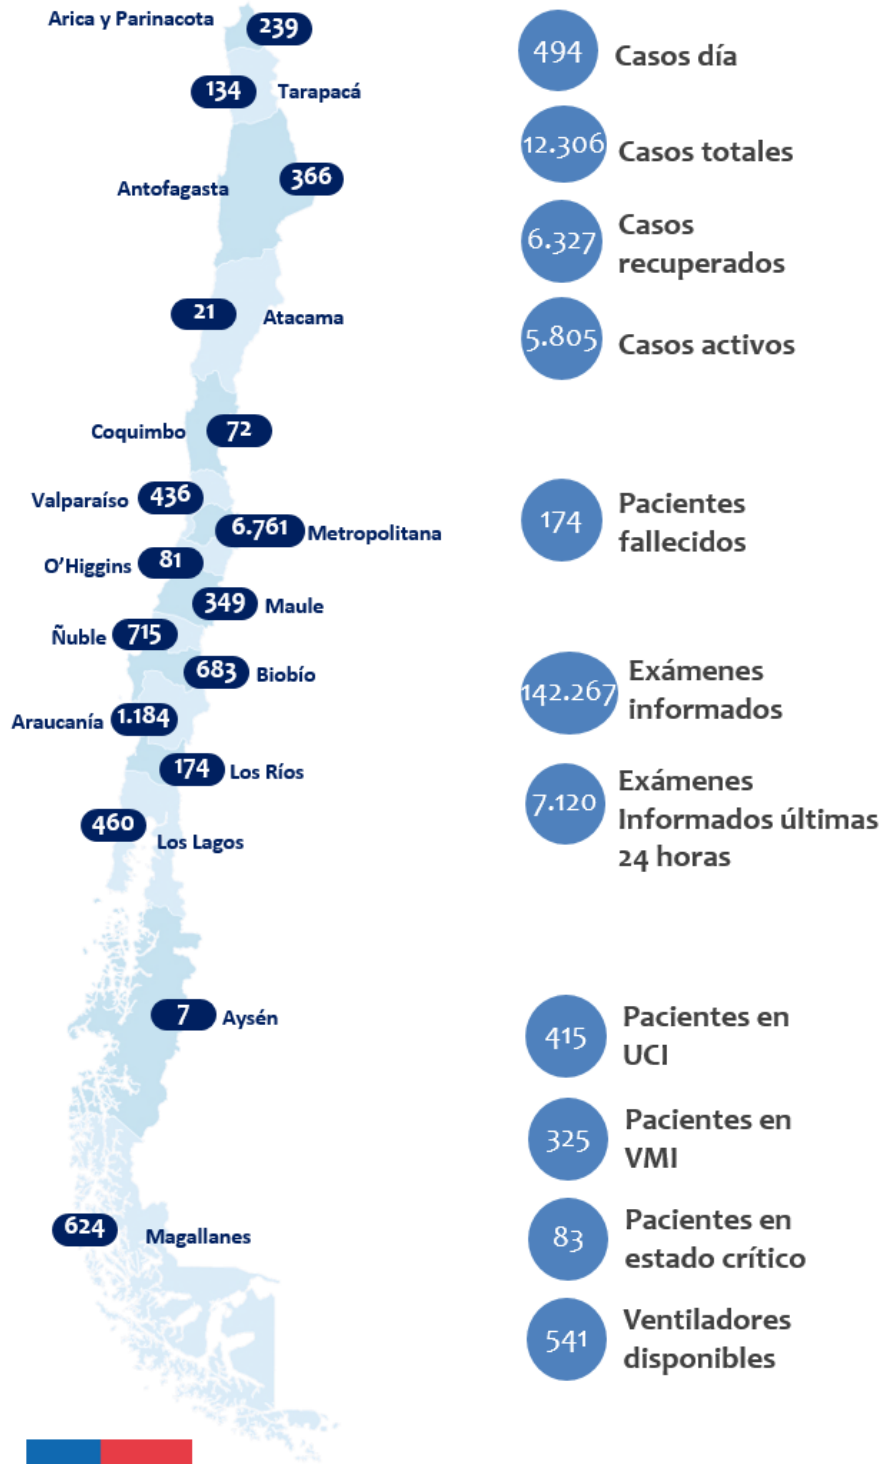 Arica y Parinacota
239
134
Tarapacá
Antofagasta
366
21
Atacama
Coquimbo
72
Valparaíso
436
6.761
Metropolitana
O’Higgins
81
349
Maule
Ñuble
715
683
Biobío
Araucanía
1.184
174
Los Ríos
460
Los Lagos
7
Aysén
624
Magallanes
494
Casos día
12.306
Casos totales
6.327
Casos
recuperados
5.805
Casos activos
174
Pacientes
fallecidos
142.267
Exámenes
informados
7.120
Exámenes
Informados últimas
24 horas
415
Pacientes en
UCI
325
Pacientes en
VMI
83
Pacientes en
estado crítico
541
Ventiladores
disponibles